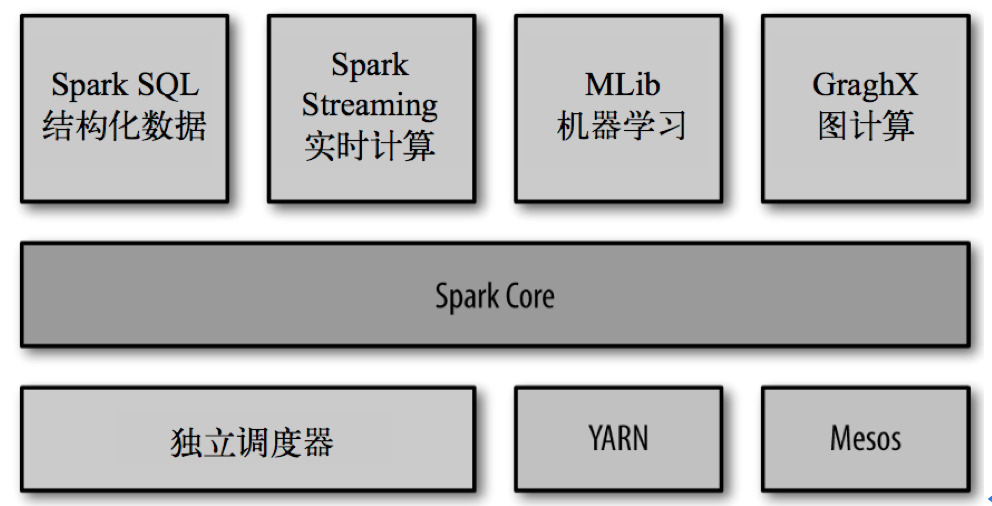 Spark SQL
结构化数据
Spark
Streaming
实时计算
MLib
机器学习
GraghX
图计算
Spark Core
独立调度器
YARN
Mesos